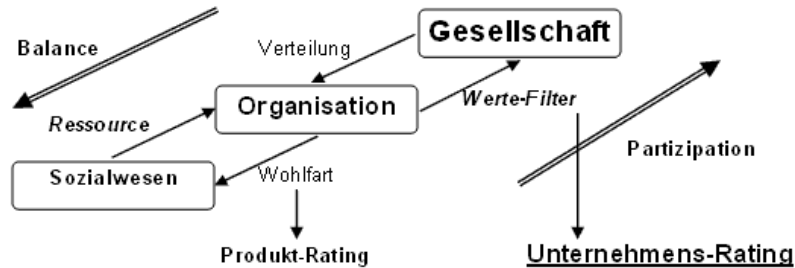 Gesellschaft
Balance
Verteilung
Organisation
Werte-Filter
Ressource
Partizipation
Sozialwesen
Wohlfart
Produkt-Rating
Unternehmens-Rating